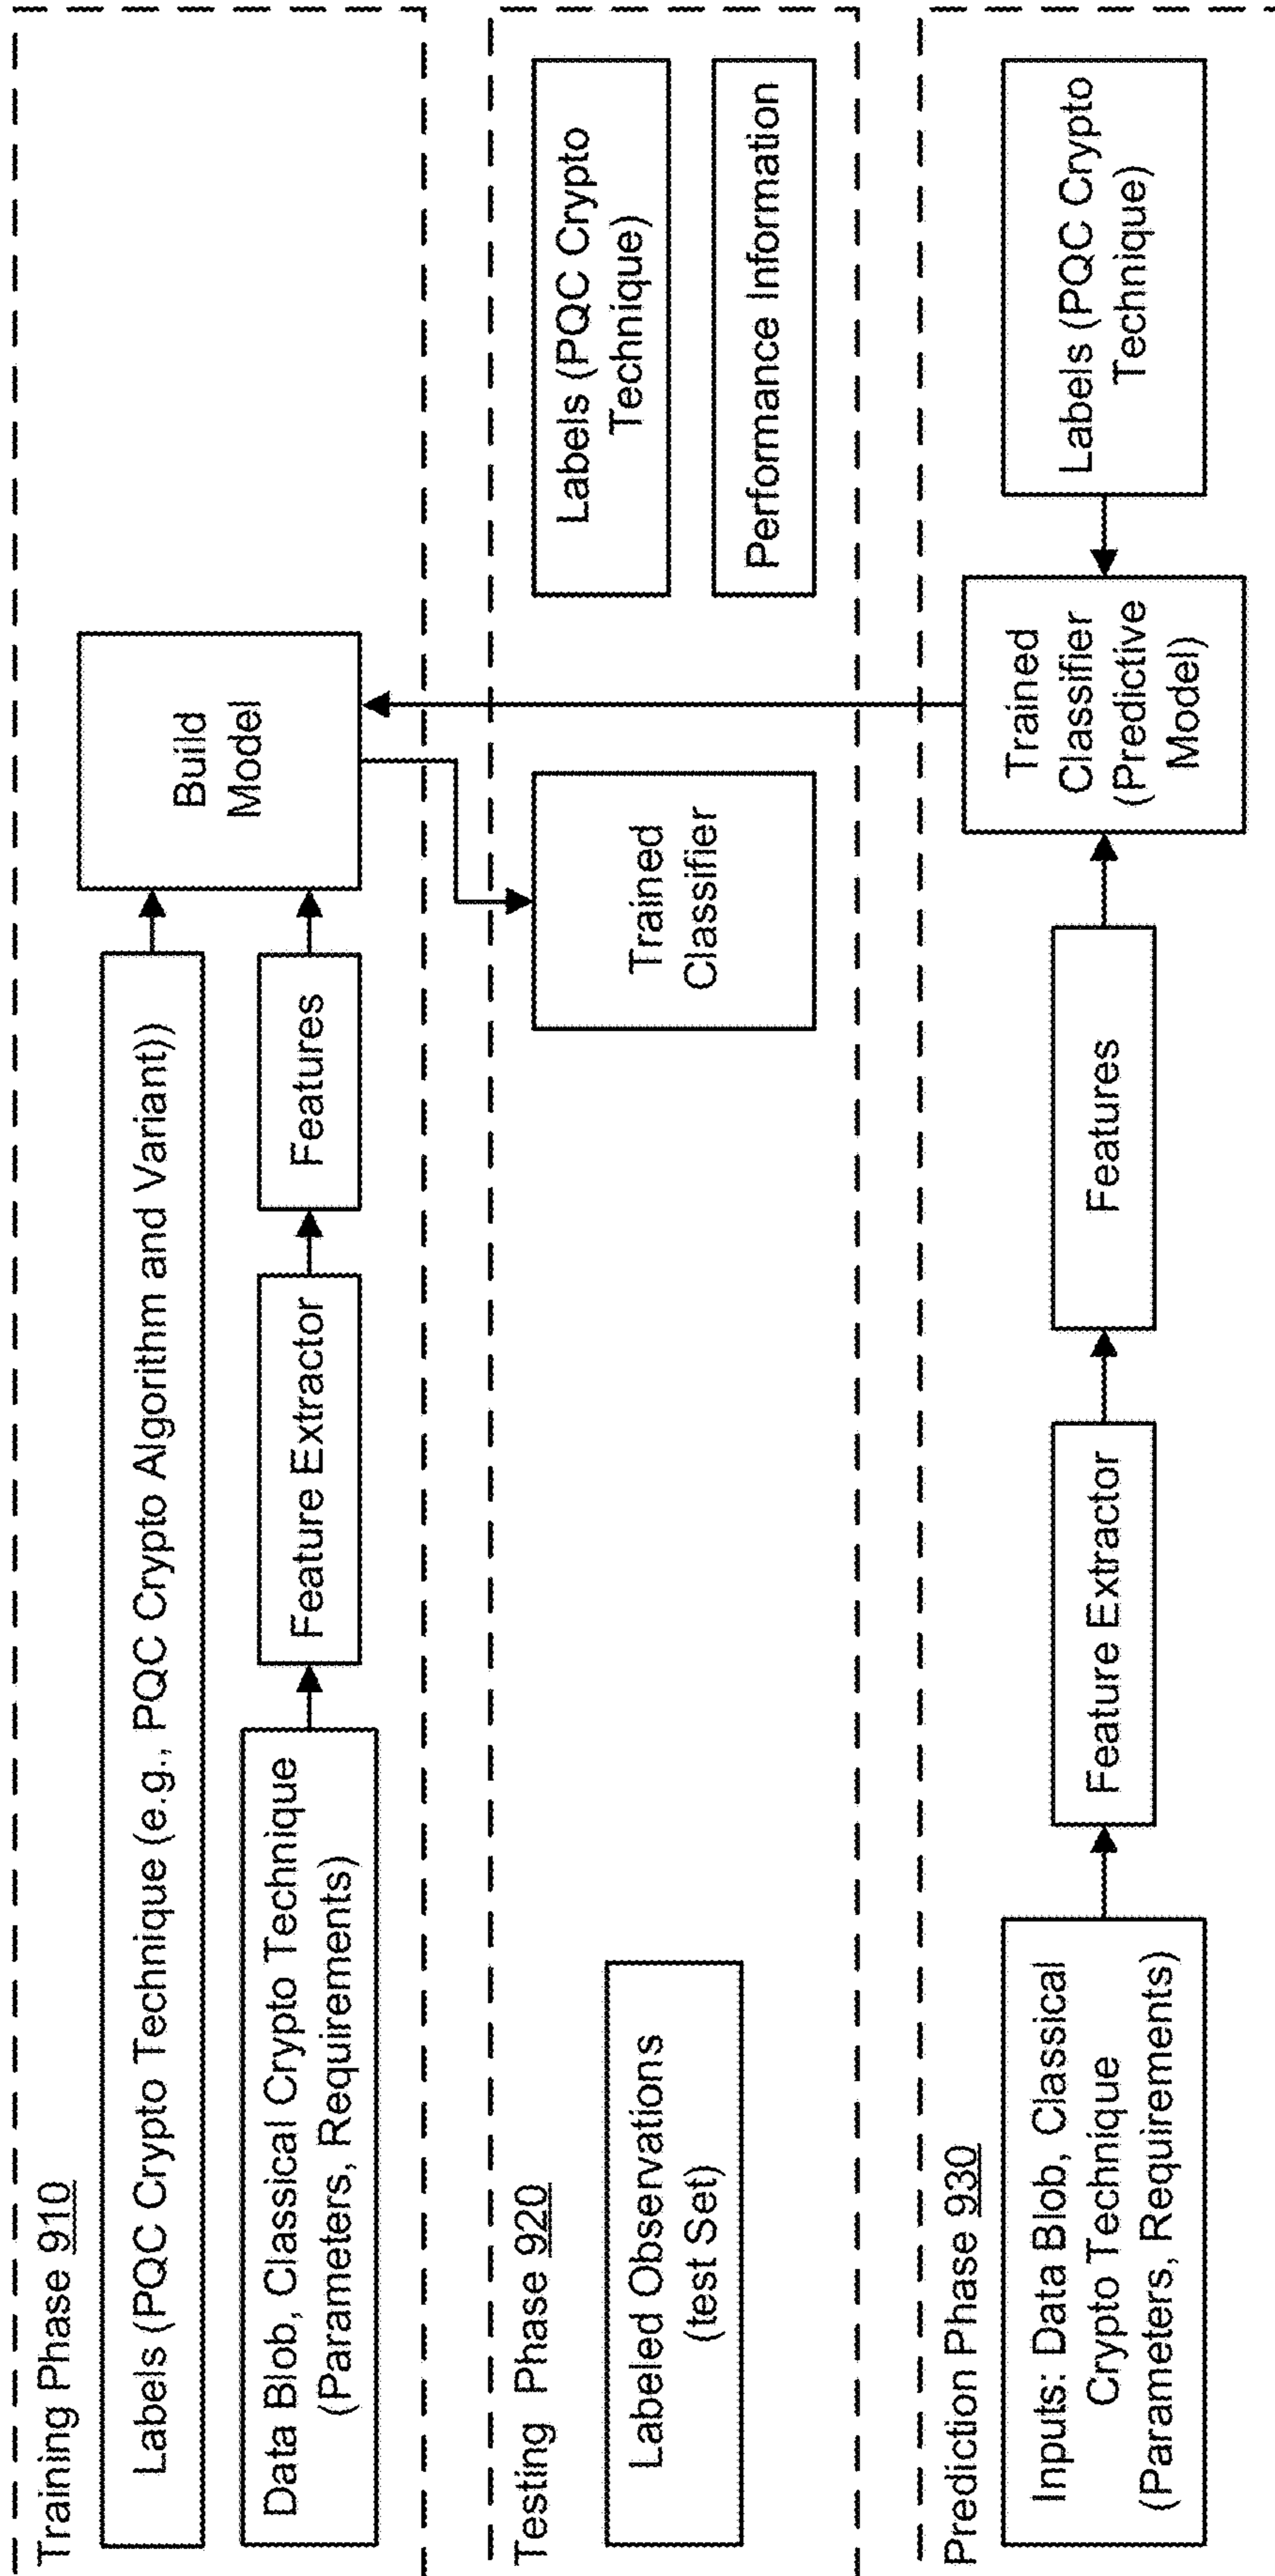 Training Phase 910
Labels (PQC Crypto Technique (e.g., PQC Crypto Algorithm and Variant))
Data Blob, Classical Crypto Technique
(Parameters, Requirements)
Feature Extractor
Features
Build
Model
Testing Phase 920
Labeled Observations
(test Set)
Trained
Classifier
Labels (PQC Crypto
Technique)
Performance Information
Prediction Phase 930
Inputs: Data Blob, Classical
Crypto Technique
(Parameters, Requirements)
Feature Extractor
Features
Trained
Classifier
(Predictive
Model)
Labels (PQC Crypto
Technique)